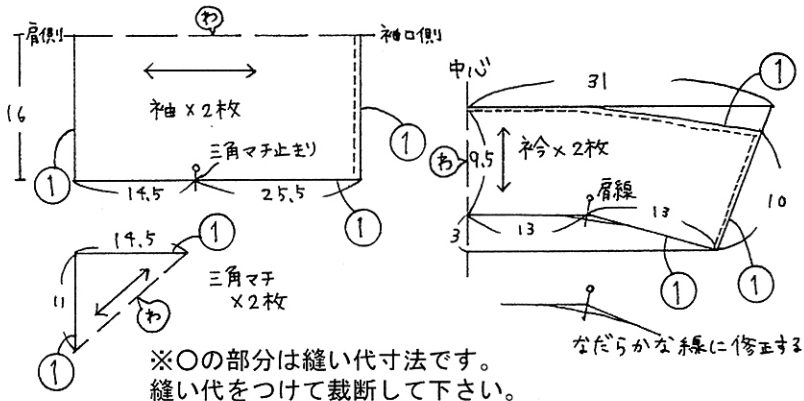 肩側
わ
袖口側
16
袖×2枚
①
①
三角マチ止まり
14.5
25.5
①
14.5
①
11
わ
三角マチ
×2枚
①
中心
31
①
わ
9.5
衿×2枚
肩線
10
3
13
13
①
①
なだらかな線に修正する
※○の部分は縫い代寸法です。
縫い代をつけて裁断して下さい。